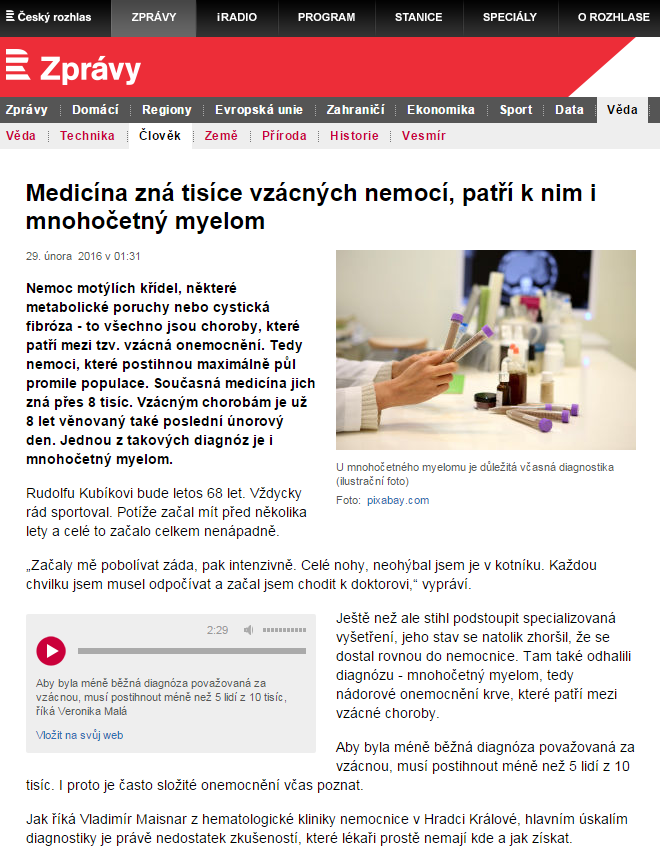 Český rozhlas ZPRÁVY iRADIO PROGRAM STANICE SPECIÁLY O ROZHLASE
Zprávy
Zprávy Domácí Regiony Evropská unie Zahraničí Ekonomika Sport Data Věda
Věda Technika Člověk Země Příroda Historie Vesmír
Medicína zná tisíce vzácných nemocí, patří k nim i
mnohočetný myelom
29. února 2016 v 01:31
Nemoc motýlích křídel, některé
metabolické poruchy nebo cystická
fibróza - to všechno jsou choroby, které
patří mezi tzv. vzácná onemocnění. Tedy
nemoci, které postihnou maximálně půl
promile populace. Současná medicína jich
zná přes 8 tisíc. Vzácným chorobám je už
8 let věnovaný také poslední únorový
den. Jednou z takových diagnóz je i
mnohočetný myelom.
U mnohočetného myelomu je důležitá včasná diagnostika
(ilustrační foto)
Foto: pixabay.com
Rudolfu Kubíkovi bude letos 68 let. Vždycky
rád sportoval. Potíže začal mít před několika
lety a celé to začalo celkem nenápadně.
„Začaly mě pobolívat záda, pak intenzivně. Celé nohy, neohýbal jsem je v kotníku. Každou
chvilku jsem musel odpočívat a začal jsem chodit k doktorovi,“ vypráví.
2:29
Aby byla méně běžná diagnóza považovaná za
vzácnou, musí postihnout méně než 5 lidí z 10 tisíc,
říká Veronika Malá
Vložit na svůj web
Ještě než ale stihl podstoupit specializovaná
vyšetření, jeho stav se natolik zhoršil, že se
dostal rovnou do nemocnice. Tam také odhalili
diagnózu - mnohočetný myelom, tedy
nádorové onemocnění krve, které patří mezi
vzácné choroby.
Aby byla méně běžná diagnóza považovaná za
vzácnou, musí postihnout méně než 5 lidí z 10
tisíc. I proto je často složité onemocnění včas poznat.
Jak říká Vladimír Maisnar z hematologické kliniky nemocnice v Hradci Králové, hlavním úskalím
diagnostiky je právě nedostatek zkušeností, které lékaři prostě nemají kde a jak získat.